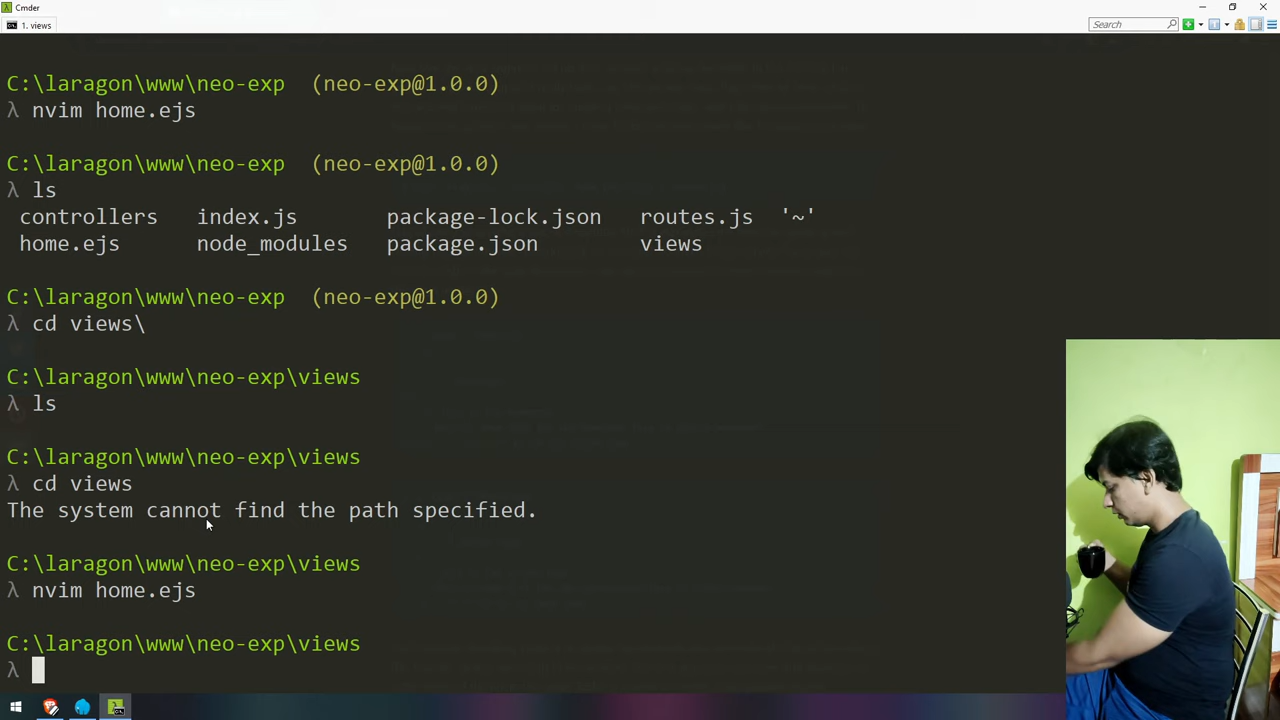 Cmder
1. views
Search
C:\laragon\www\neo-exp (neo-exp@1.0.0)
λ nvim home.ejs
C:\laragon\www\neo-exp (neo-exp@1.0.0)
λ ls
controllers index.js package-lock.json routes.js '~'
home.ejs node_modules package.json views
C:\laragon\www\neo-exp (neo-exp@1.0.0)
λ cd views\
C:\laragon\www\neo-exp\views
λ ls
C:\laragon\www\neo-exp\views
λ cd views
The system cannot find the path specified.
C:\laragon\www\neo-exp\views
λ nvim home.ejs
C:\laragon\www\neo-exp\views
λ